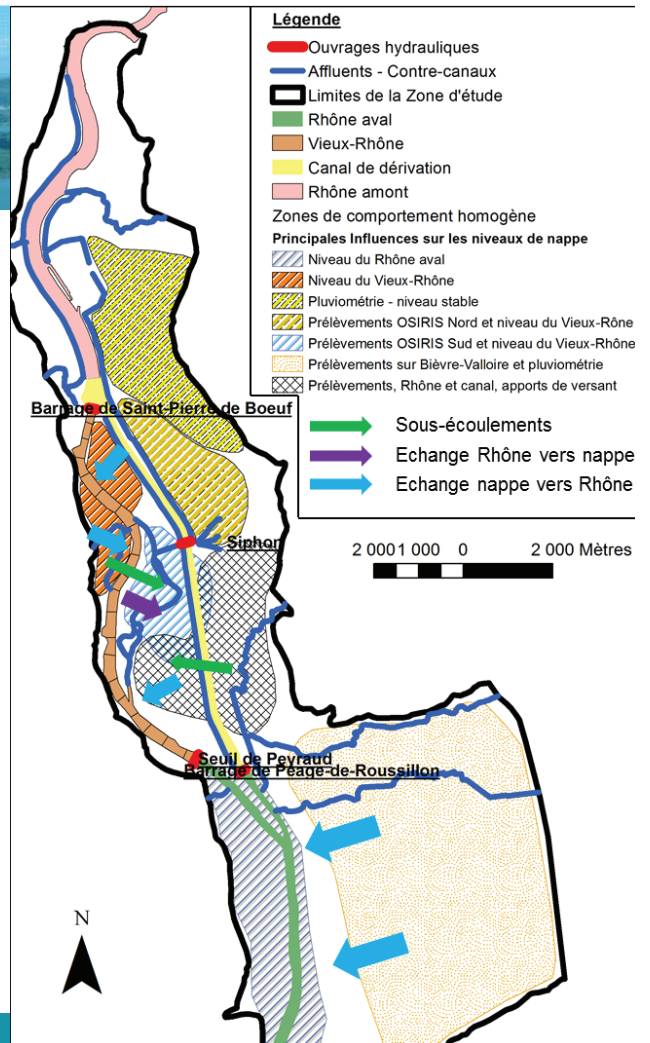 Légende
Ouvrages hydrauliques
Affluents - Contre-canaux
Limites de la Zone d'étude
Rhône aval
Vieux-Rhône
Canal de dérivation
Rhône amont
Zones de comportement homogène
Principales Influences sur les niveaux de nappe
Niveau du Rhône aval
Niveau du Vieux-Rhône
Pluviométrie - niveau stable
Prélèvements OSIRIS Nord et niveau du Vieux-Rône
Prélèvements OSIRIS Sud et niveau du Vieux-Rhône
Prélèvements sur Bièvre-Valloire et pluviométrie
Prélèvements, Rhône et canal, apports de versant
Sous-écoulements
Echange Rhône vers nappe
Echange nappe vers Rhône
Barrage de Saint-Pierre de Boeuf
Siphon
2 000 1 000 0 2 000 Mètres
Seuil de Peyraud
Barrage de Péage-de-Roussillon
N